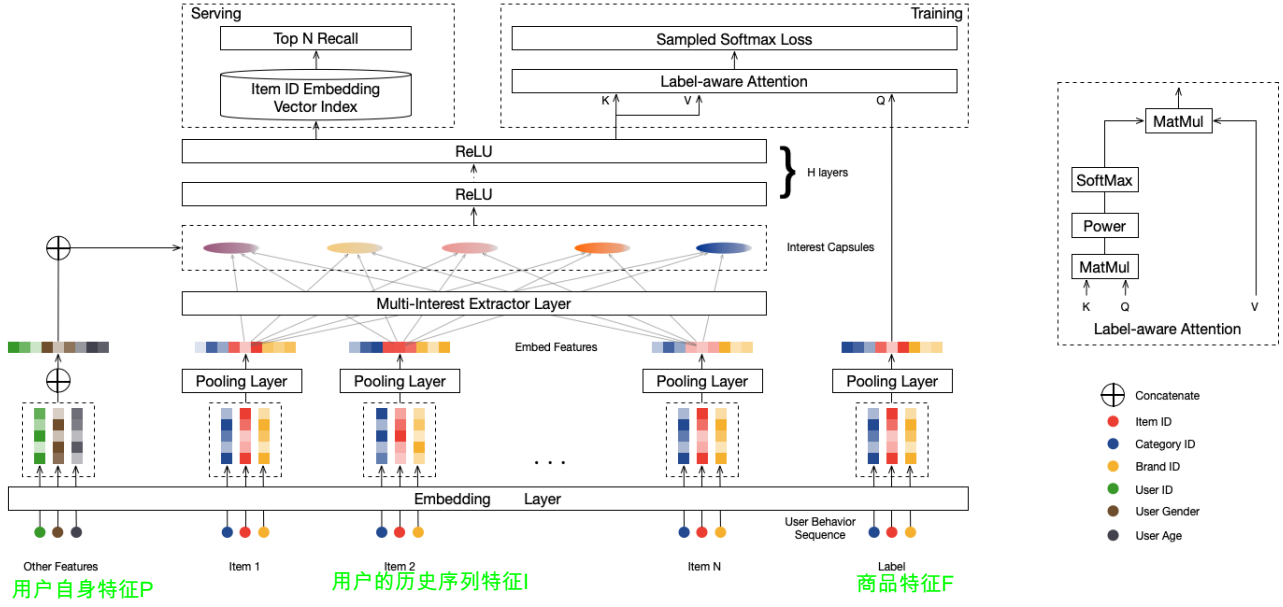 Serving
Training
Top N Recall
Sampled Softmax Loss
Item ID Embedding
Vector Index
Label-aware Attention
K
V
Q
ReLU
H layers
ReLU
Interest Capsules
Multi-Interest Extractor Layer
Embed Features
Pooling Layer
Pooling Layer
Pooling Layer
Pooling Layer
. . .
Embedding Layer
User Behavior
Sequence
Other Features
Item 1
Item 2
Item N
Label
用户自身特征P
用户的历史序列特征I
商品特征F
MatMul
SoftMax
Power
MatMul
K
Q
V
Label-aware Attention
Concatenate
Item ID
Category ID
Brand ID
User ID
User Gender
User Age